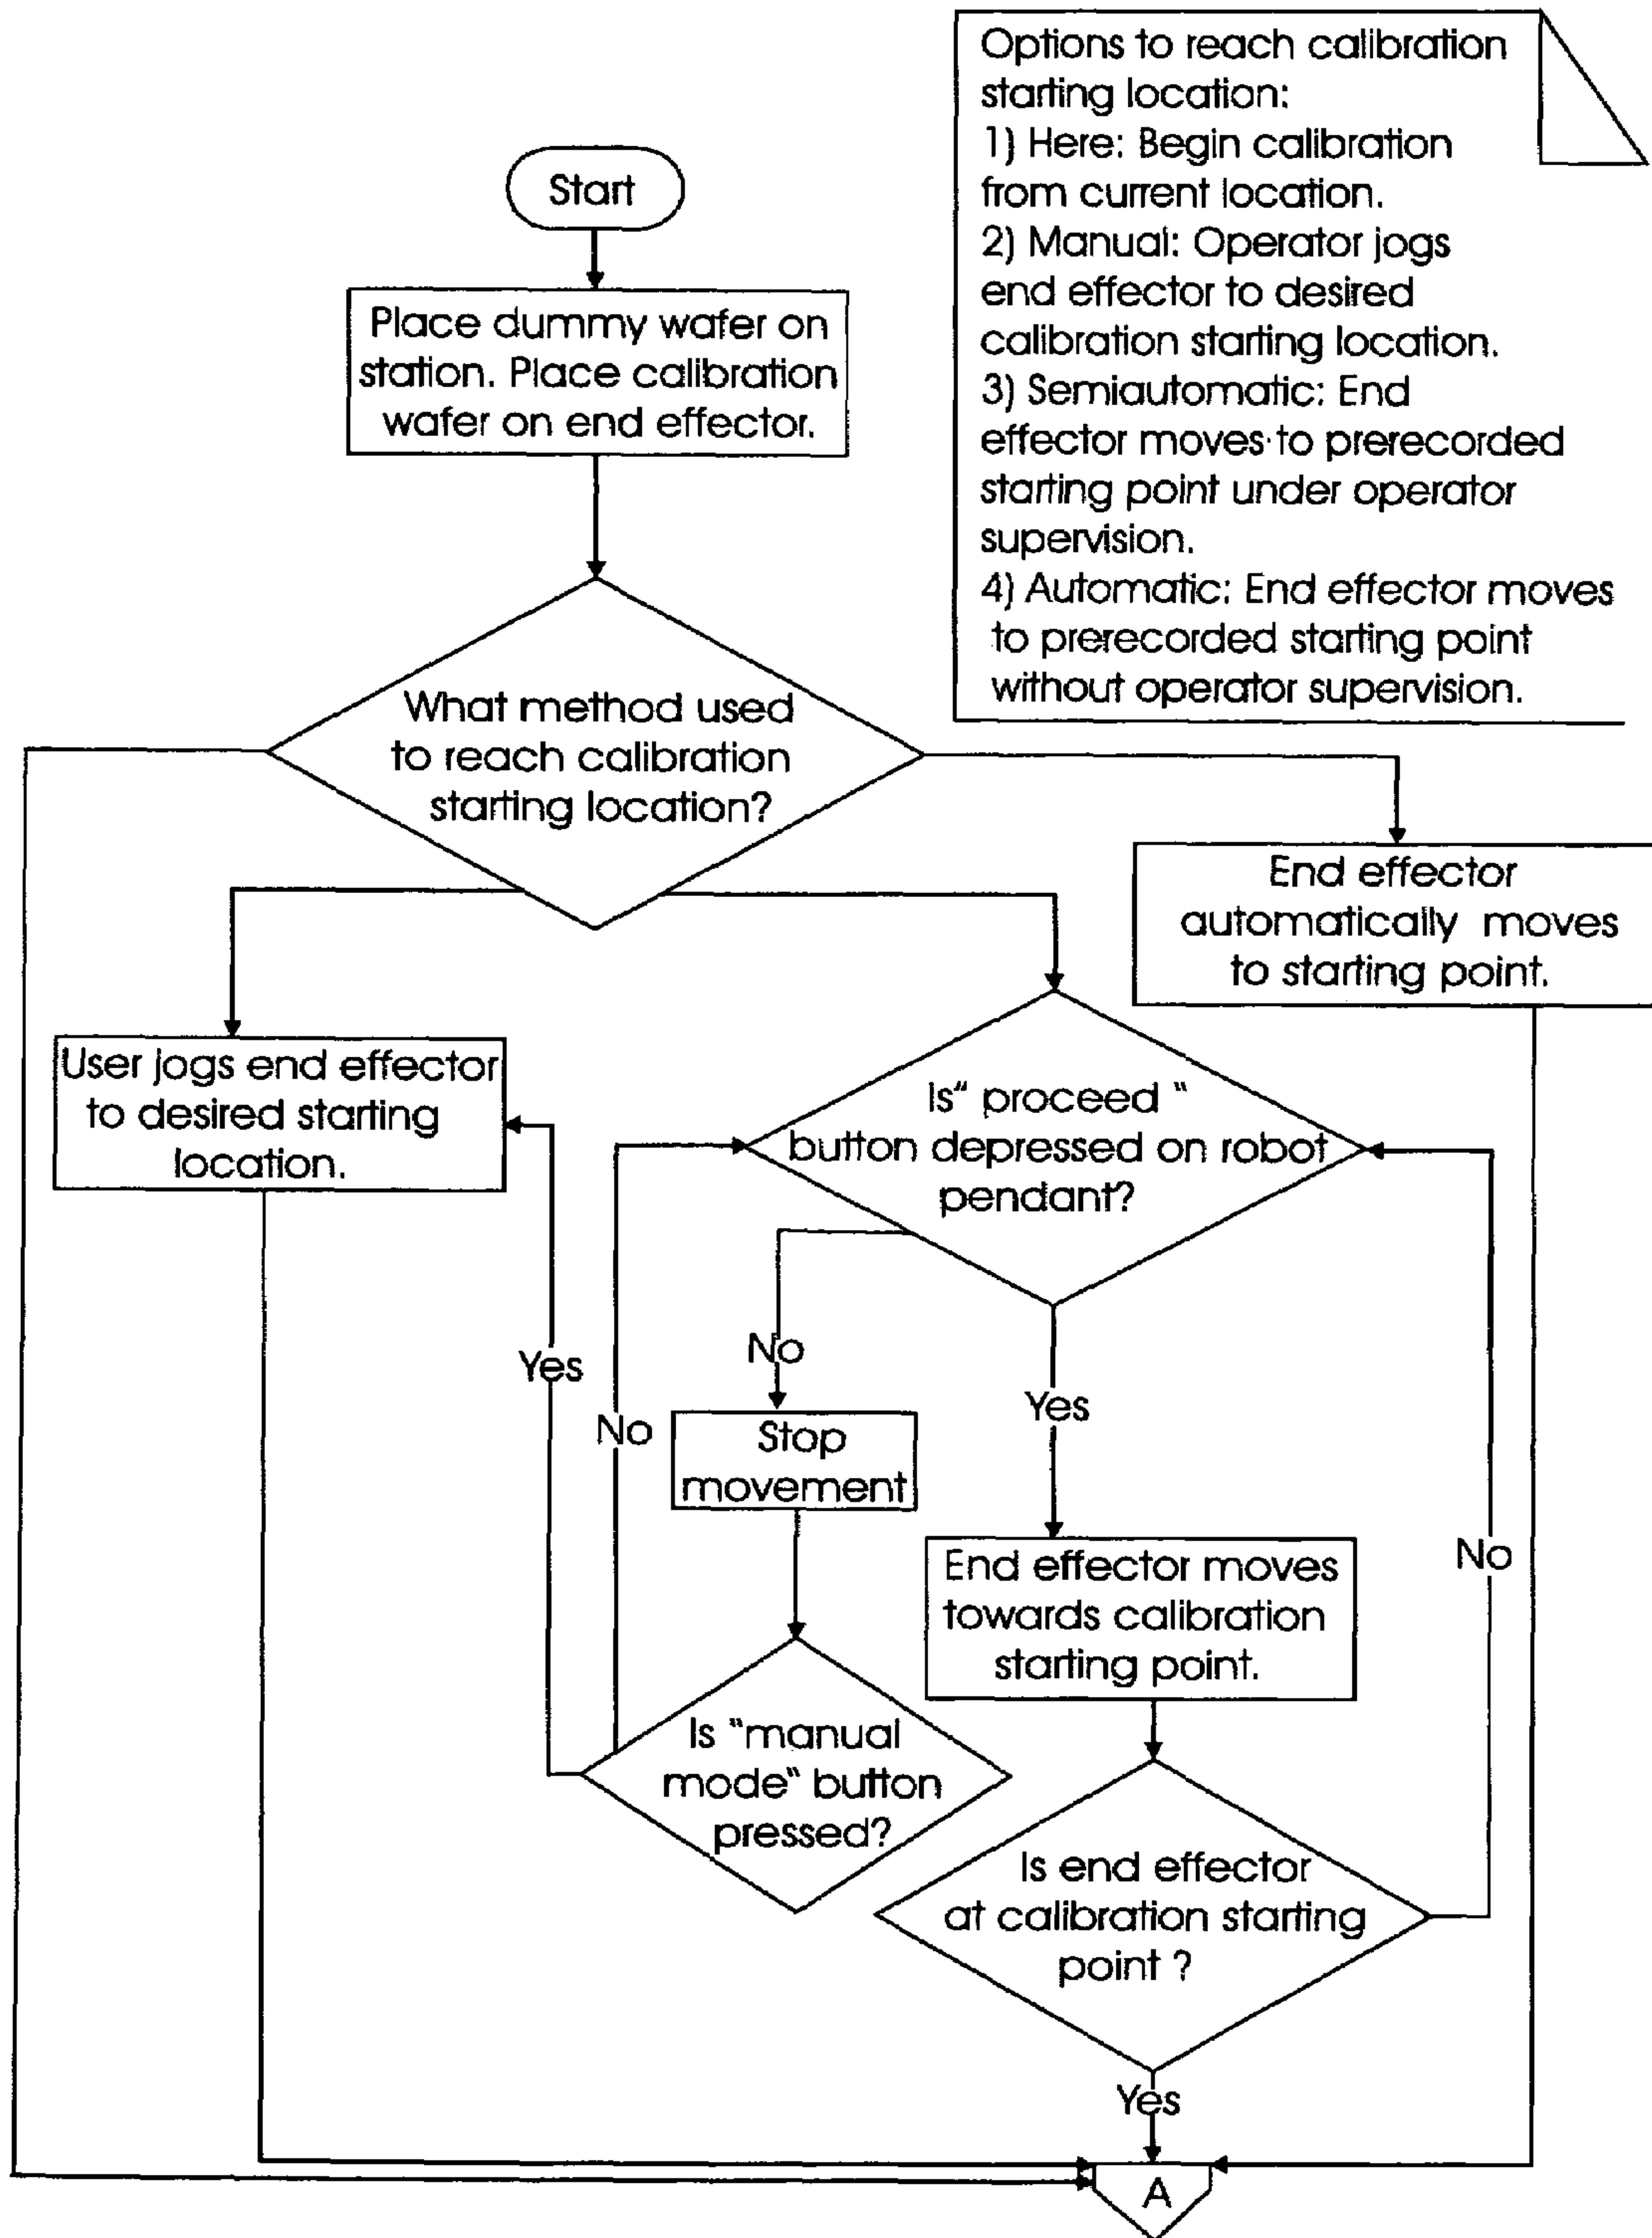 Options to reach calibration
starting location:
1) Here: Begin calibration
from current location.
2) Manual: Operator jogs
end effector to desired
calibration starting location.
3) Semiautomatic: End
effector moves to prerecorded
starting point under operator
supervision.
4) Automatic: End effector moves
to prerecorded starting point
without operator supervision.
Start
Place dummy wafer on
station. Place calibration
wafer on end effector.
What method used
to reach calibration
starting location?
End effector
automatically moves
to starting point.
User jogs end effector
to desired starting
location.
Is" proceed "
button depressed on robot
pendant?
No
Yes
Yes
No
Stop
movement
End effector moves
towards calibration
starting point.
No
Is "manual
mode" button
pressed?
Is end effector
at calibration starting
point ?
Yes
A